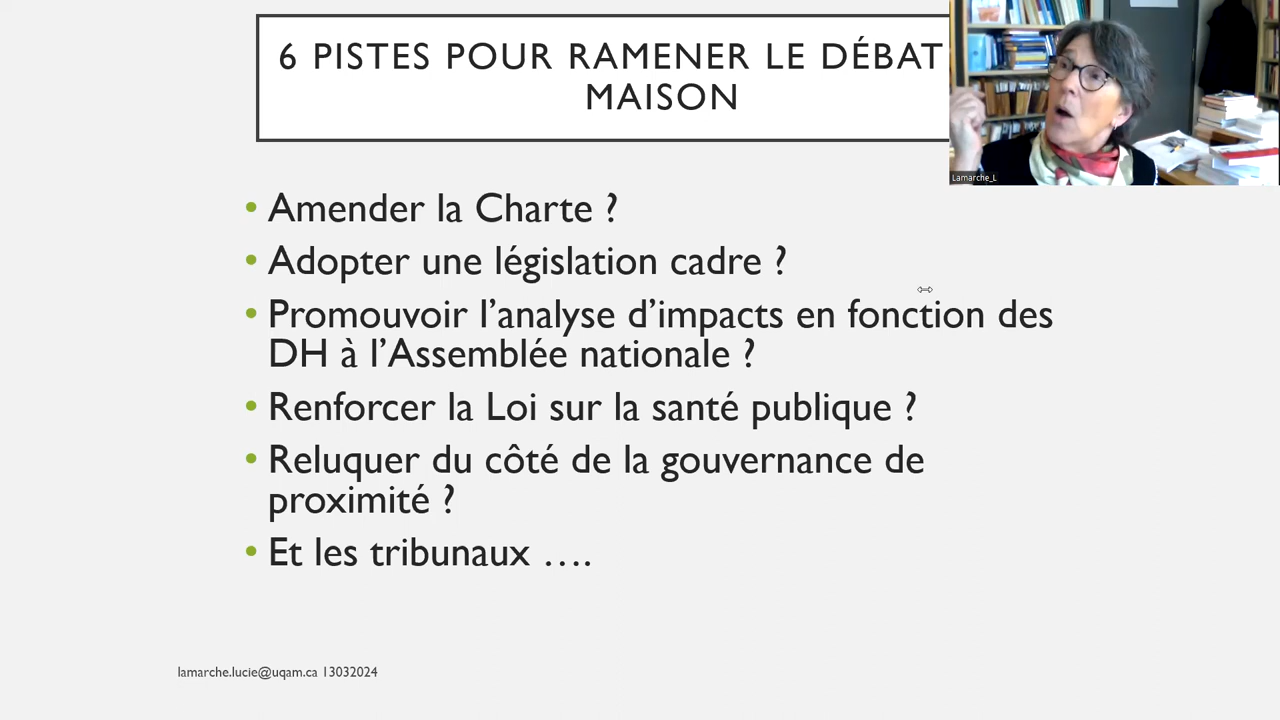 6 PISTES POUR RAMENER LE DÉBAT
MAISON
Lamarche_L
• Amender la Charte ?
• Adopter une législation cadre ?
• Promouvoir l’analyse d’impacts en fonction des
DH à l’Assemblée nationale ?
• Renforcer la Loi sur la santé publique ?
• Reluquer du côté de la gouvernance de
proximité ?
• Et les tribunaux ….
lamarche.lucie@uqam.ca 13032024